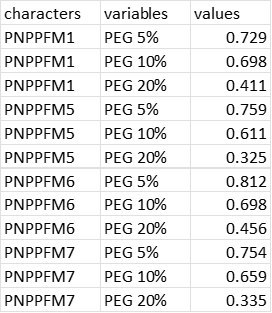 characters variables values
PNPPFM1 PEG 5% 0.729
PNPPFM1 PEG 10% 0.698
PNPPFM1 PEG 20% 0.411
PNPPFM5 PEG 5% 0.759
PNPPFM5 PEG 10% 0.611
PNPPFM5 PEG 20% 0.325
PNPPFM6 PEG 5% 0.812
PNPPFM6 PEG 10% 0.698
PNPPFM6 PEG 20% 0.456
PNPPFM7 PEG 5% 0.754
PNPPFM7 PEG 10% 0.659
PNPPFM7 PEG 20% 0.335